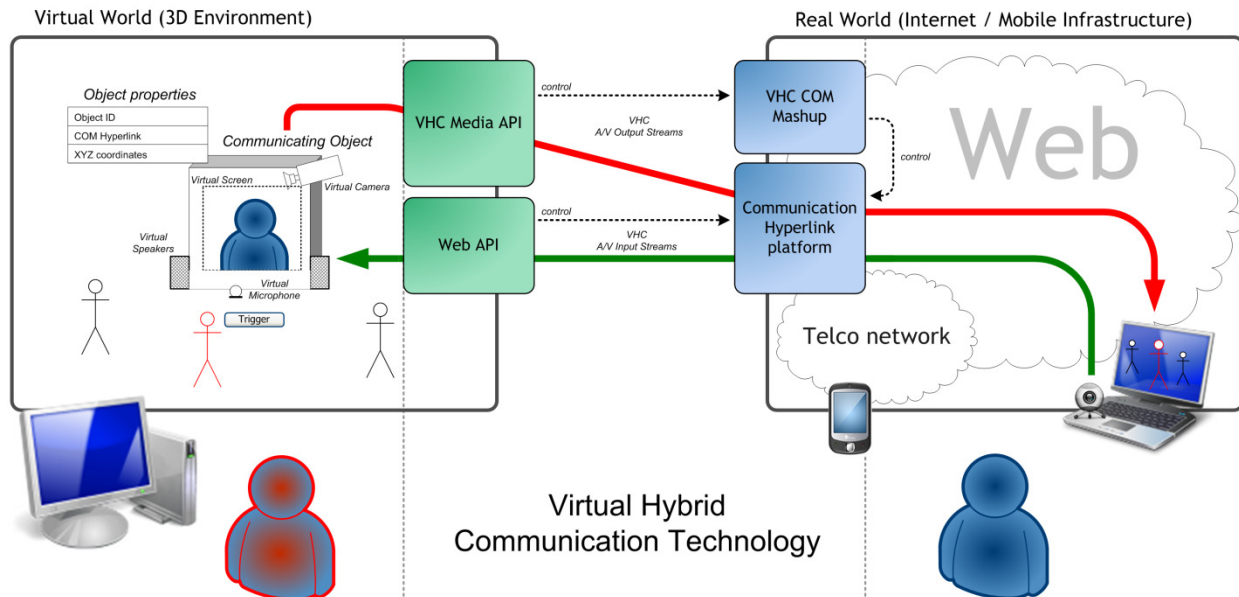 Virtual World (3D Environment)
Real World (Internet / Mobile Infrastructure)
Object properties
Object ID
COM Hyperlink
XYZ coordinates
Communicating Object
Virtual Screen
Virtual Camera
Virtual
Speakers
Virtual
Microphone
Trigger
VHC Media API
Web API
control
VHC
A/V Output Streams
control
VHC
A/V Input Streams
VHC COM
Mashup
control
Communication
Hyperlink
platform
Web
Telco network
Virtual Hybrid
Communication Technology